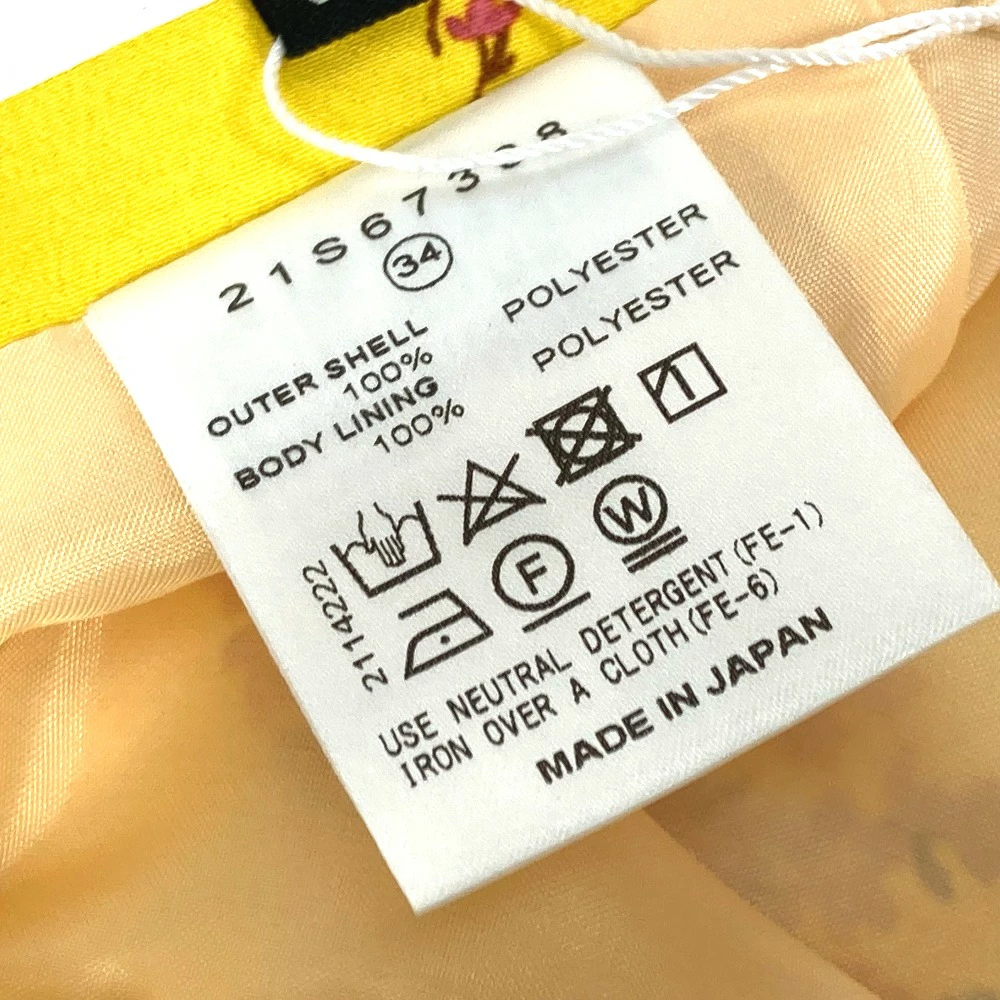 21S67308
34
OUTER SHELL
100% POLYESTER
BODY LINING
100% POLYESTER
F
W
2114222
USE NEUTRAL DETERGENT(FE-1)
IRON OVER A CLOTH(FE-6)
MADE IN JAPAN